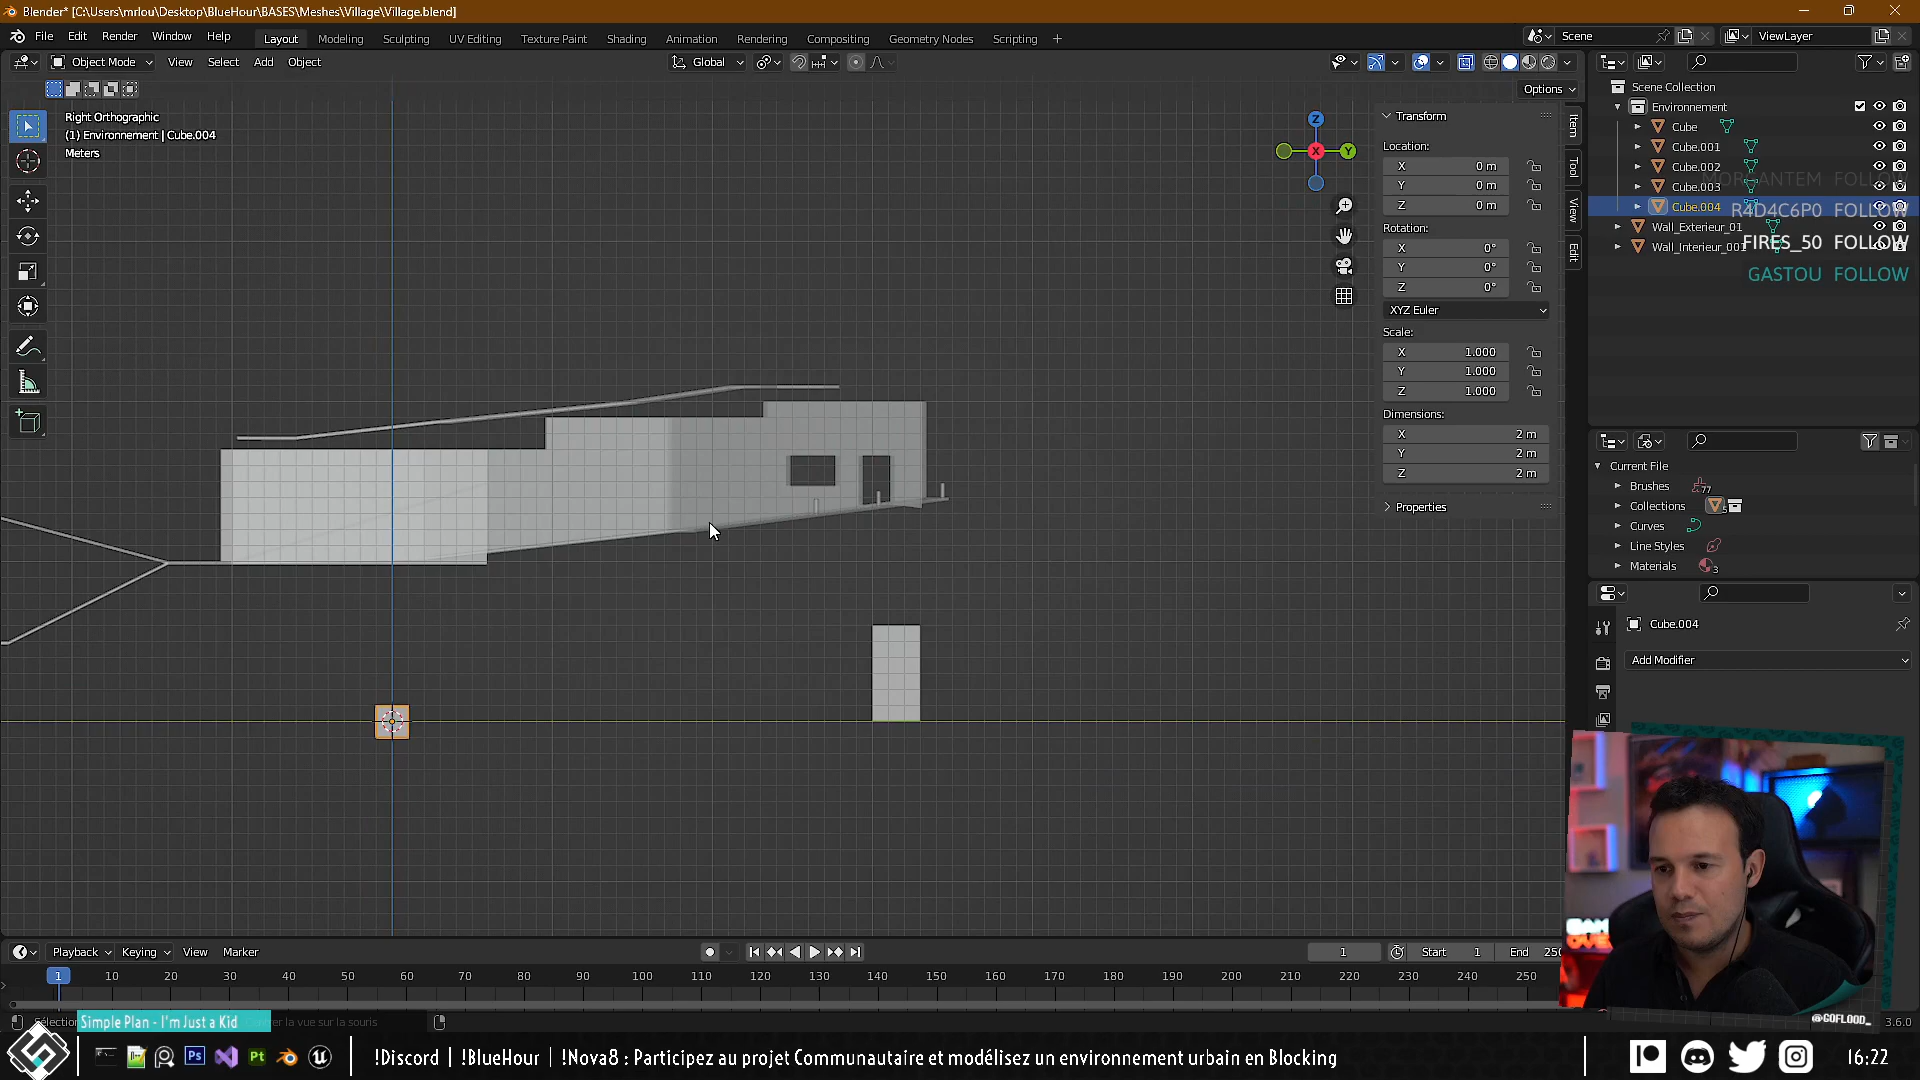 Blender* [C:\Users\mrlou\Desktop\BlueHour\BASES\Meshes\Village\Village.blend]
File Edit Render Window Help
Layout Modeling Sculpting UV Editing Texture Paint Shading Animation Rendering Compositing Geometry Nodes Scripting +
Scene ViewLayer
Object Mode View Select Add Object
Global
Options
Right Orthographic
(1) Environnement | Cube.004
Meters
Z
X
Y
Transform
Location:
X 0 m
Y 0 m
Z 0 m
Rotation:
X 0°
Y 0°
Z 0°
XYZ Euler
Scale:
X 1.000
Y 1.000
Z 1.000
Dimensions:
X 2 m
Y 2 m
Z 2 m
Properties
Item
Tool
View
Edit
Scene Collection
Environnement
Cube
Cube.001
Cube.002
Cube.003
Cube.004
Wall_Exterieur_01
Wall_Interieur_001
FOLLOW
R4D4C6P0 FOLLOW
FIRES_50 FOLLOW
GASTOU FOLLOW
Current File
Brushes 77
Collections 5
Curves
Line Styles
Materials 3
Cube.004
Add Modifier
Playback Keying View Marker
1 Start 1 End 250
1 10 20 30 40 50 60 70 80 90 100 110 120 130 140 150 160 170 180 190 200 210 220 230 240 250
Simple Plan - I'm Just a Kid
er la vue sur la souris
3.6.0
@GOFLOOD_
!Discord | !BlueHour | !Nova8 : Participez au projet Communautaire et modélisez un environnement urbain en Blocking
Ps
Pt
16:22